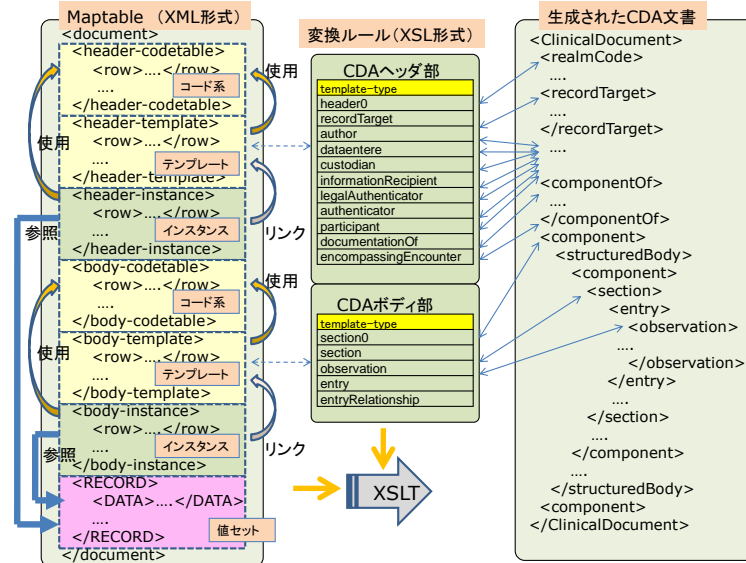 Maptable （XML形式）
<document>
<header-codetable>
<row>….</row>
….
コード系
</header-codetable>
使用
<header-template>
<row>….</row>
使用
….
テンプレート
</header-template>
<header-instance>
<row>….</row>
….
インスタンス
リンク
参照
</header-instance>
<body-codetable>
使用
<row>….</row>
….
コード系
</body-codetable>
<body-template>
使用
<row>….</row>
….
テンプレート
</body-template>
<body-instance>
<row>….</row>
参照
….
インスタンス
リンク
</body-instance>
<RECORD>
<DATA>….</DATA>
….
値セット
</RECORD>
</document>
変換ルール（XSL形式）
CDAヘッダ部
template-type
header0
recordTarget
author
dataentere
custodian
informationRecipient
legalAuthenticator
authenticator
participant
documentationOf
encompassingEncounter
CDAボディ部
template-type
section0
section
observation
entry
entryRelationship
XSLT
生成されたCDA文書
<ClinicalDocument>
<realmCode>
….
<recordTarget>
….
</recordTarget>
….
<componentOf>
….
</componentOf>
<component>
<structuredBody>
<component>
<section>
<entry>
<observation>
….
</observation>
</entry>
….
</section>
….
</component>
….
</structuredBody>
<component>
</ClinicalDocument>